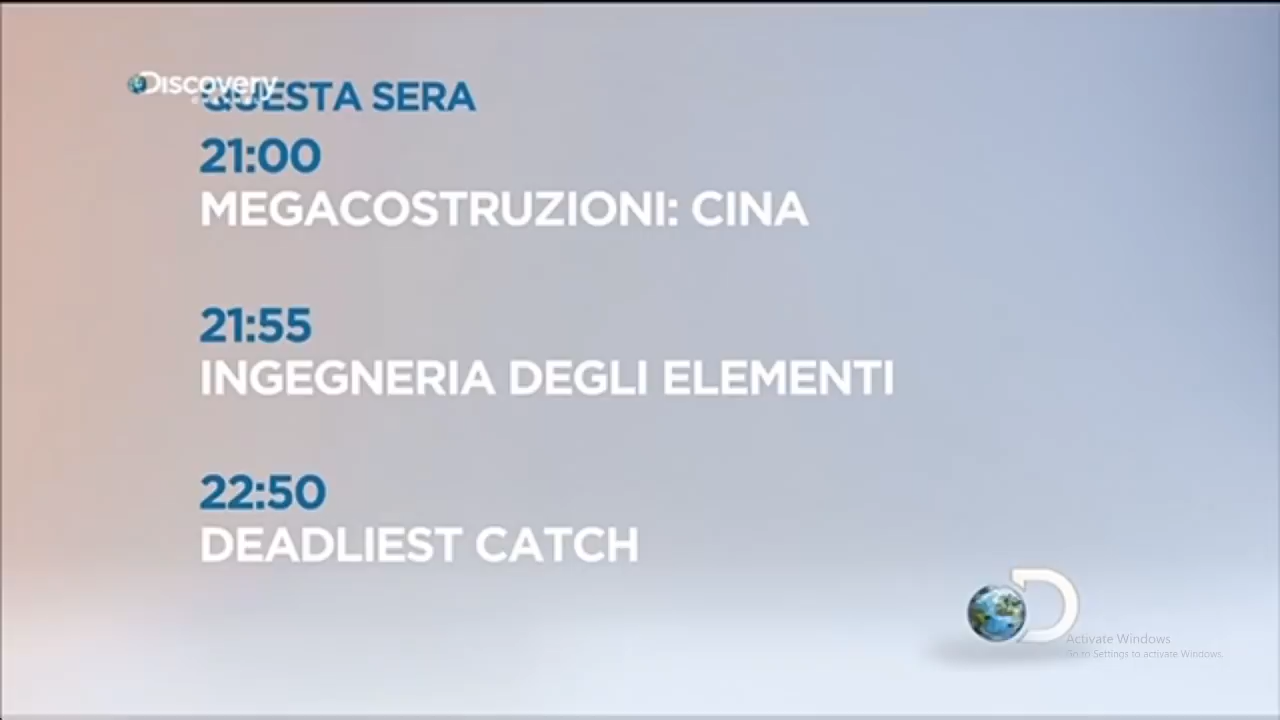 Discovery
QUESTA SERA
21:00
MEGACOSTRUZIONI: CINA
21:55
INGEGNERIA DEGLI ELEMENTI
22:50
DEADLIEST CATCH
D
Activate Windows
Go to Settings to activate Windows.